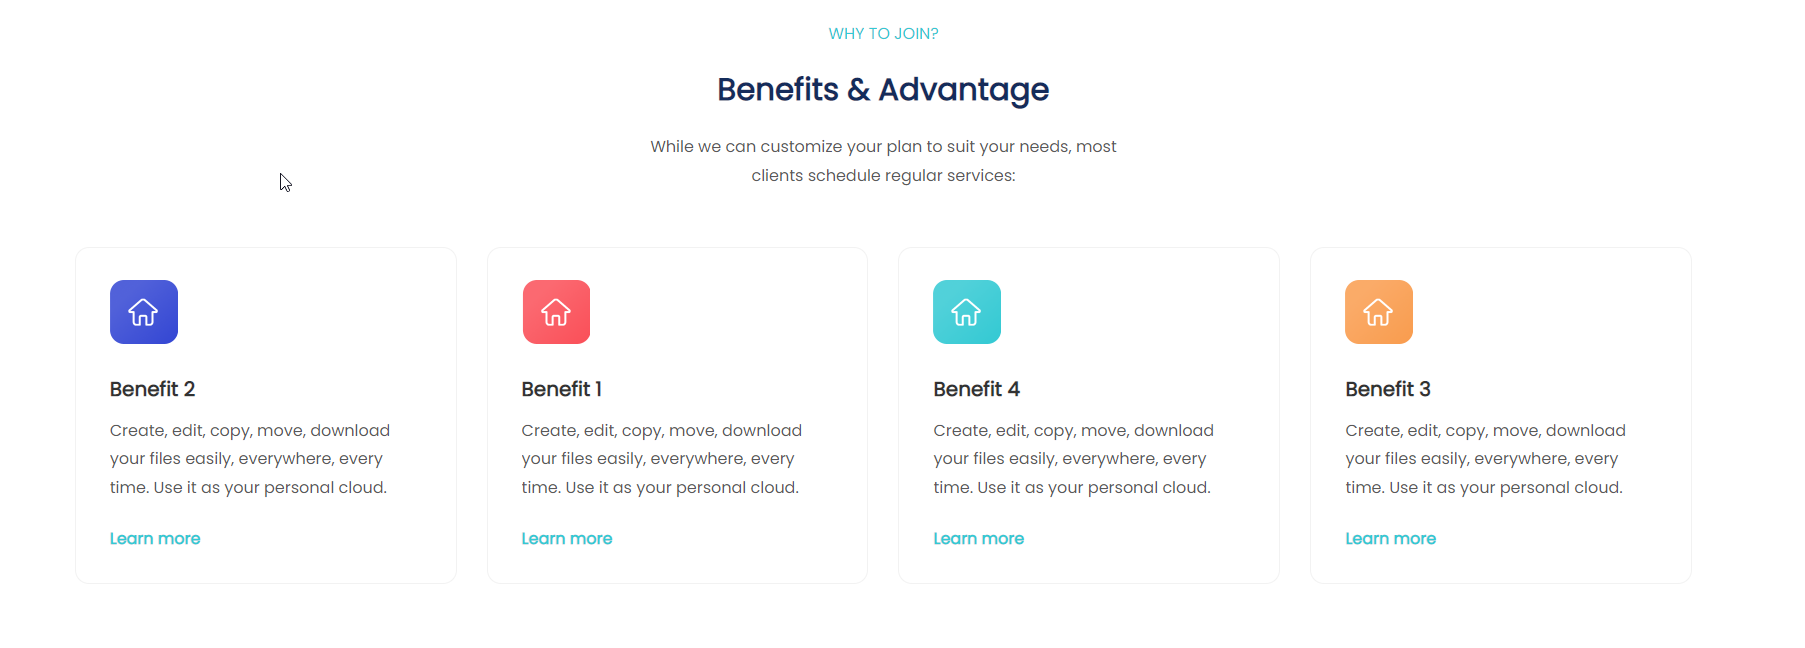 WHY TO JOIN?
Benefits & Advantage
While we can customize your plan to suit your needs, most
clients schedule regular services:
Benefit 2
Create, edit, copy, move, download
your files easily, everywhere, every
time. Use it as your personal cloud.
Learn more
Benefit 1
Create, edit, copy, move, download
your files easily, everywhere, every
time. Use it as your personal cloud.
Learn more
Benefit 4
Create, edit, copy, move, download
your files easily, everywhere, every
time. Use it as your personal cloud.
Learn more
Benefit 3
Create, edit, copy, move, download
your files easily, everywhere, every
time. Use it as your personal cloud.
Learn more